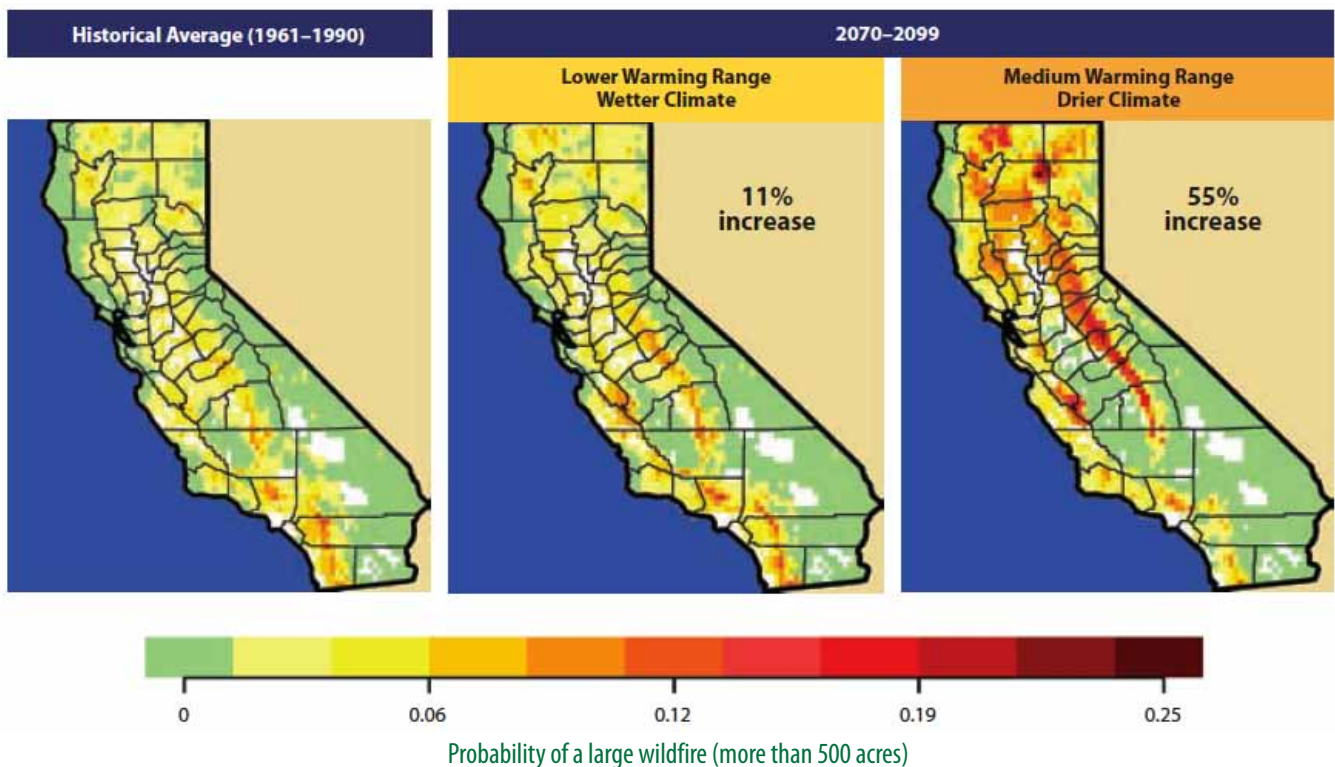 Historical Average (1961–1990)
2070–2099
Lower Warming Range
Wetter Climate
Medium Warming Range
Drier Climate
11%
increase
55%
increase
0
0.06
0.12
0.19
0.25
Probability of a large wildfire (more than 500 acres)